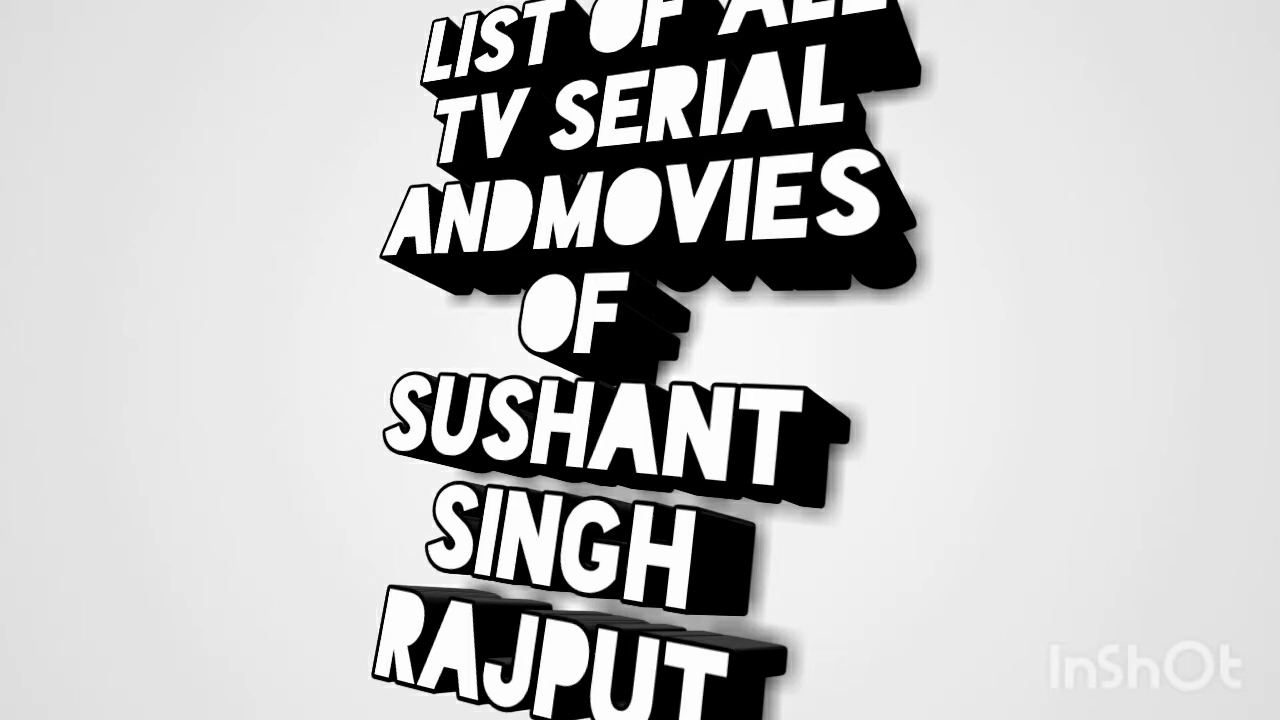 LIST OF ALL
TV SERIAL
ANDMOVIES
OF
SUSHANT
SINGH
RAJPUT
InShOt